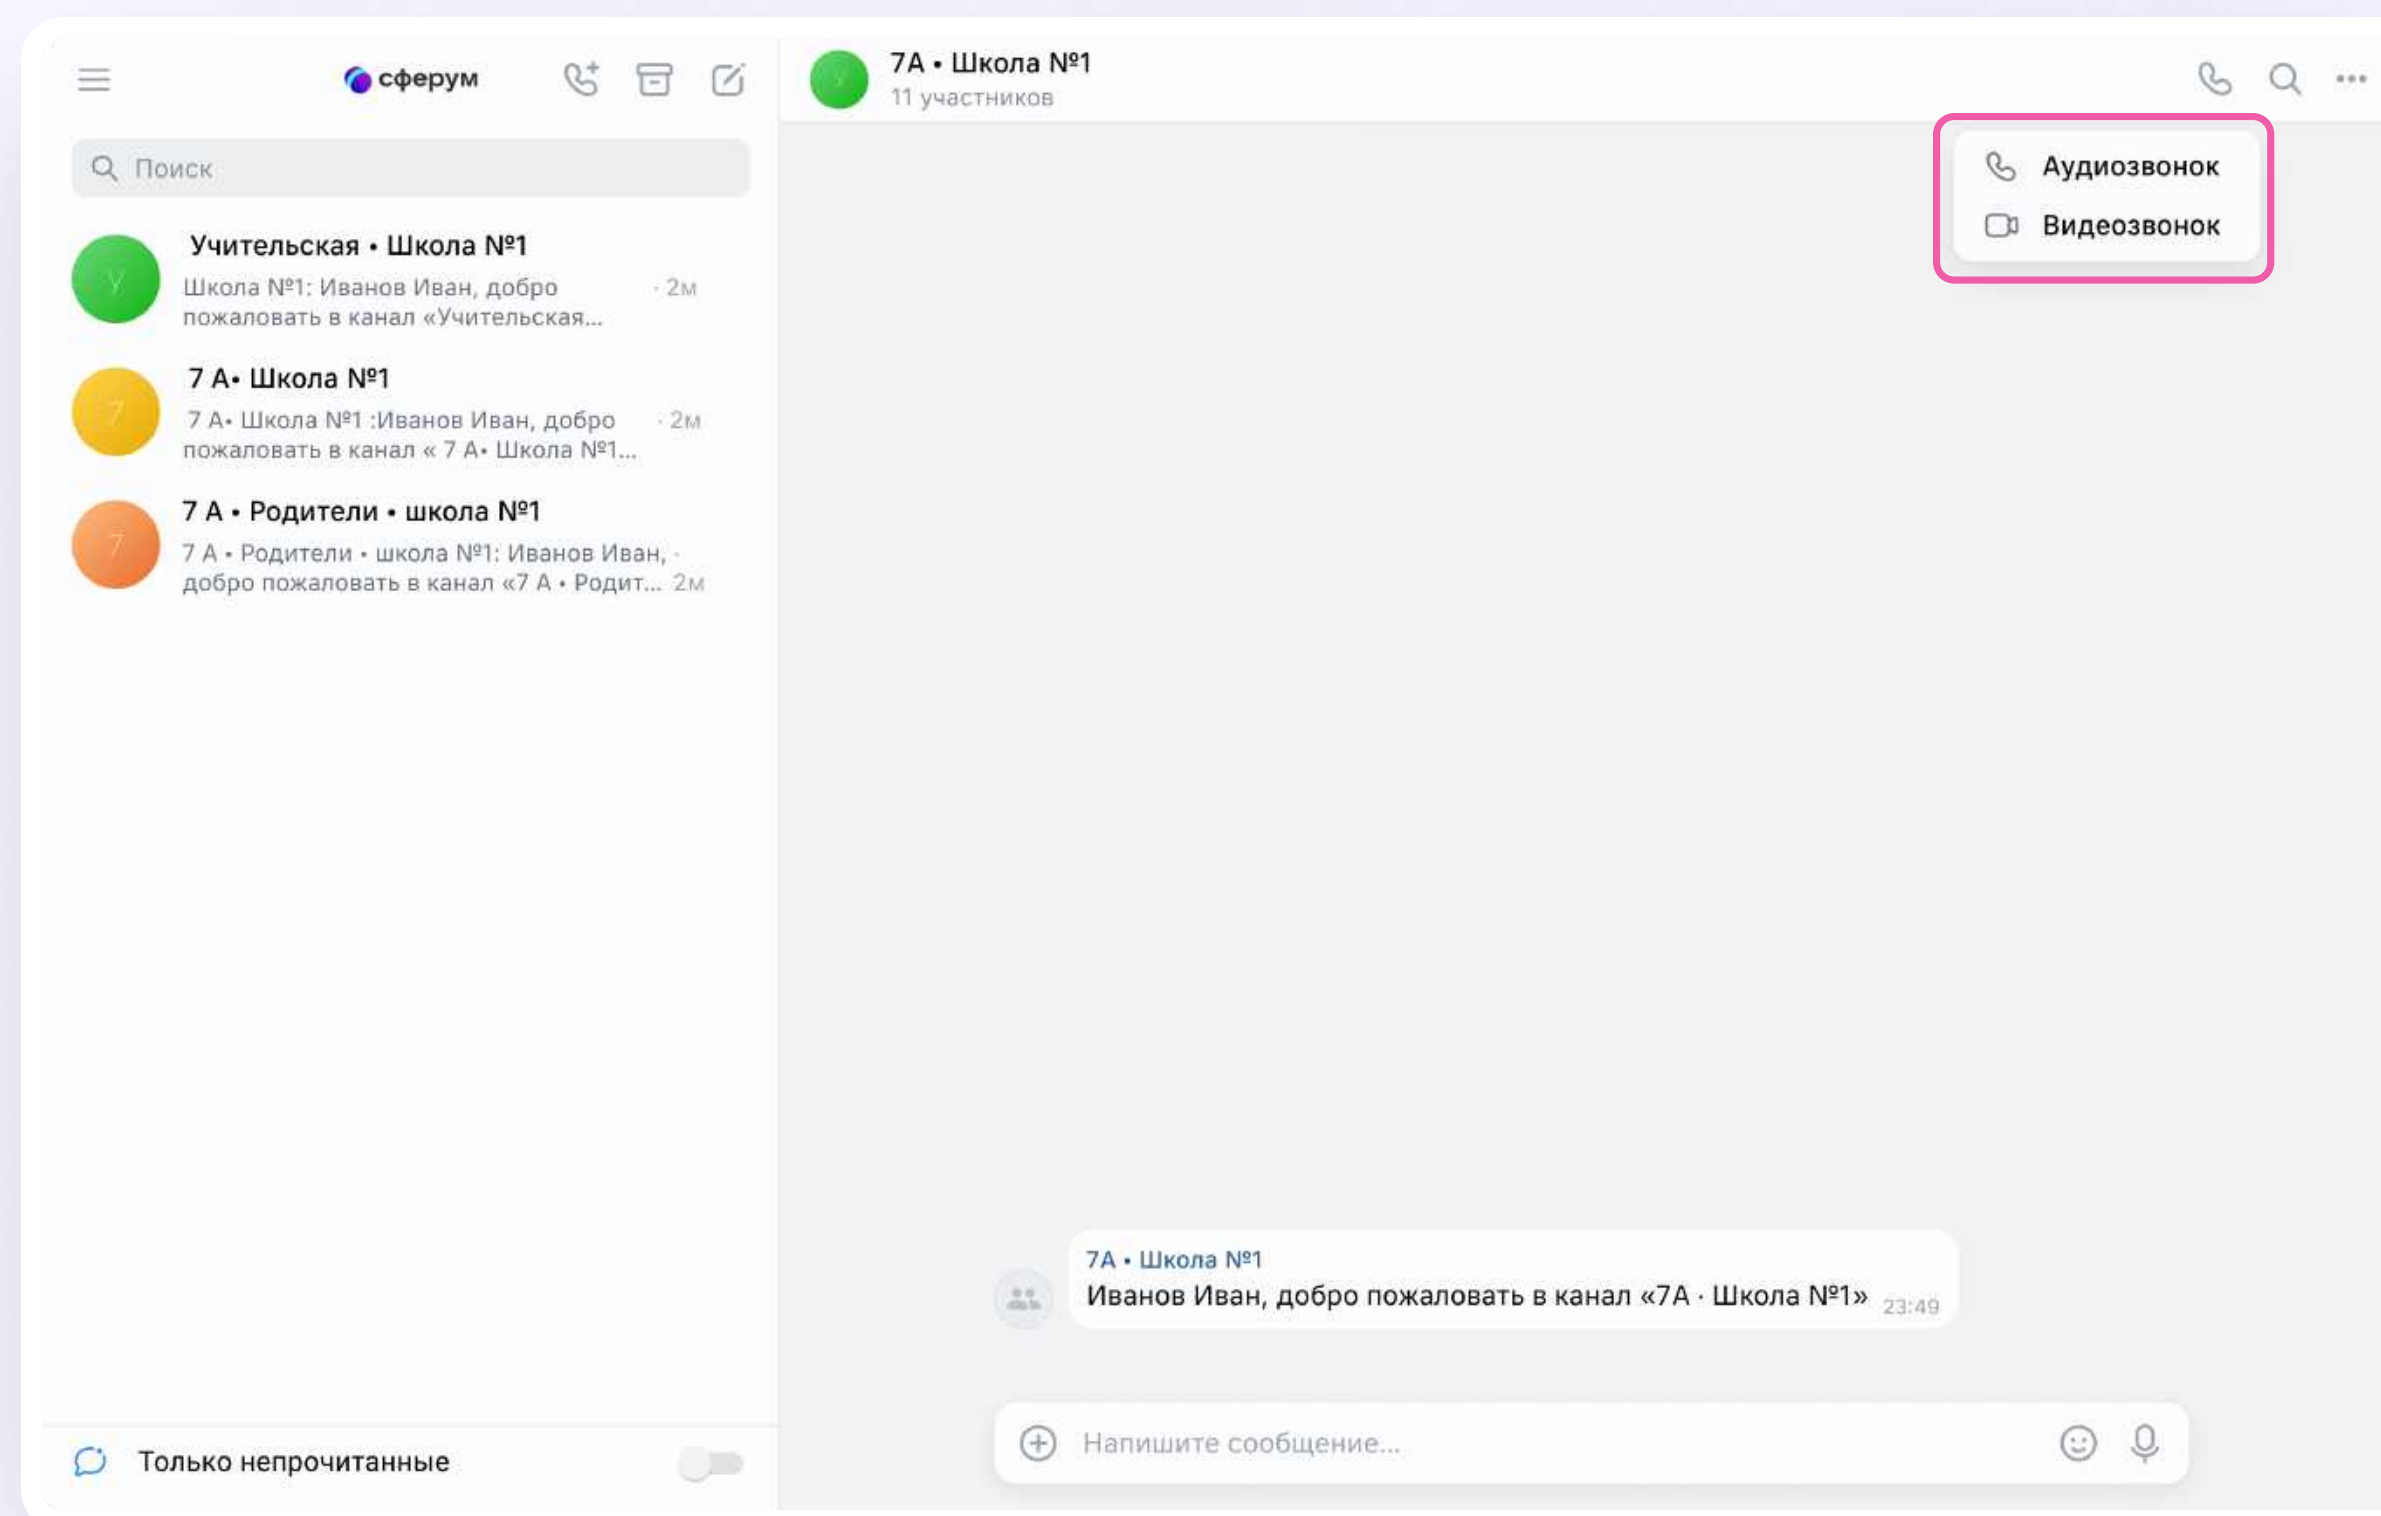 сферум
Поиск
У
Учительская • Школа №1
Школа №1: Иванов Иван, добро · 2м
пожаловать в канал «Учительская...
7
7 А• Школа №1
7 А• Школа №1 :Иванов Иван, добро · 2м
пожаловать в канал « 7 А• Школа №1...
7
7 А • Родители • школа №1
7 А • Родители • школа №1: Иванов Иван, ·
добро пожаловать в канал «7 А • Родит... 2м
Только непрочитанные
У
7А • Школа №1
11 участников
Аудиозвонок
Видеозвонок
7А • Школа №1
Иванов Иван, добро пожаловать в канал «7А · Школа №1» 23:49
Напишите сообщение...